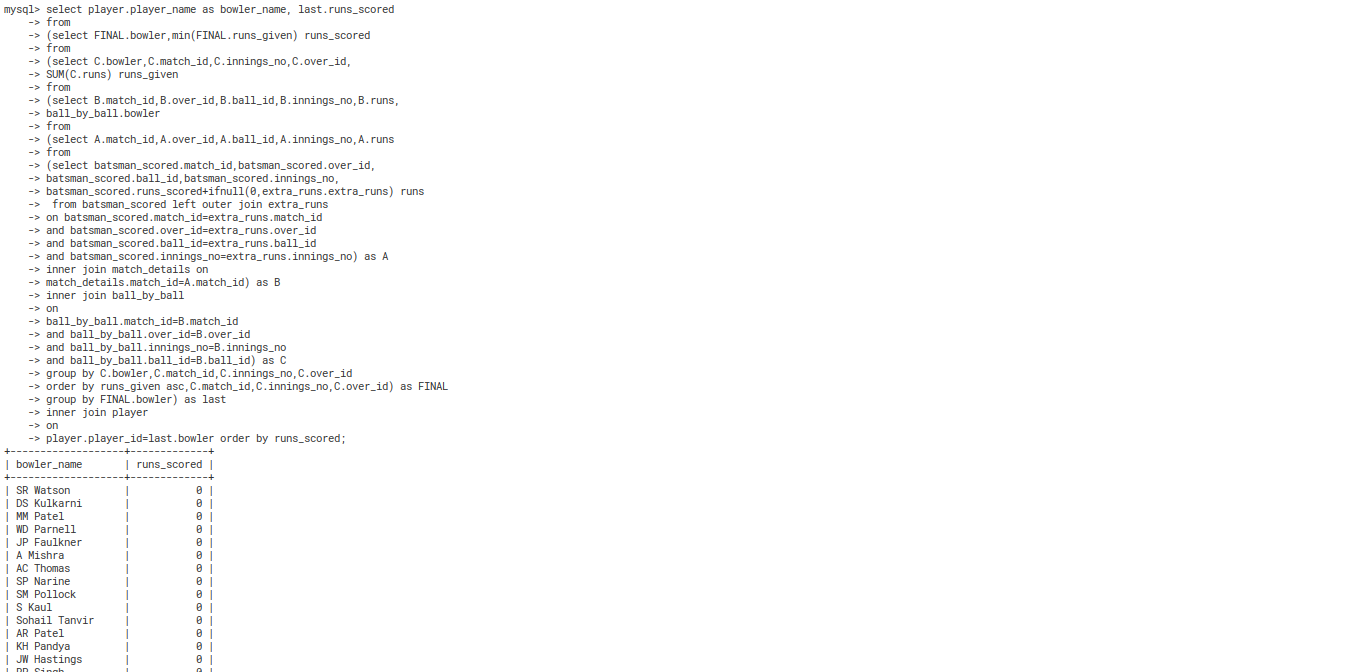 mysql> select player.player_name as bowler_name, last.runs_scored
    -> from
    -> (select FINAL.bowler,min(FINAL.runs_given) runs_scored
    -> from
    -> (select C.bowler,C.match_id,C.innings_no,C.over_id,
    -> SUM(C.runs) runs_given
    -> from
    -> (select B.match_id,B.over_id,B.ball_id,B.innings_no,B.runs,
    -> ball_by_ball.bowler
    -> from
    -> (select A.match_id,A.over_id,A.ball_id,A.innings_no,A.runs
    -> from
    -> (select batsman_scored.match_id,batsman_scored.over_id,
    -> batsman_scored.ball_id,batsman_scored.innings_no,
    -> batsman_scored.runs_scored+ifnull(0,extra_runs.extra_runs) runs
    ->  from batsman_scored left outer join extra_runs
    -> on batsman_scored.match_id=extra_runs.match_id
    -> and batsman_scored.over_id=extra_runs.over_id
    -> and batsman_scored.ball_id=extra_runs.ball_id
    -> and batsman_scored.innings_no=extra_runs.innings_no) as A
    -> inner join match_details on
    -> match_details.match_id=A.match_id) as B
    -> inner join ball_by_ball
    -> on
    -> ball_by_ball.match_id=B.match_id
    -> and ball_by_ball.over_id=B.over_id
    -> and ball_by_ball.innings_no=B.innings_no
    -> and ball_by_ball.ball_id=B.ball_id) as C
    -> group by C.bowler,C.match_id,C.innings_no,C.over_id
    -> order by runs_given asc,C.match_id,C.innings_no,C.over_id) as FINAL
    -> group by FINAL.bowler) as last
    -> inner join player
    -> on
    -> player.player_id=last.bowler order by runs_scored;
+-------------------+-------------+
| bowler_name       | runs_scored |
+-------------------+-------------+
| SR Watson         |           0 |
| DS Kulkarni       |           0 |
| MM Patel          |           0 |
| WD Parnell        |           0 |
| JP Faulkner       |           0 |
| A Mishra          |           0 |
| AC Thomas         |           0 |
| SP Narine         |           0 |
| SM Pollock        |           0 |
| S Kaul            |           0 |
| Sohail Tanvir     |           0 |
| AR Patel          |           0 |
| KH Pandya         |           0 |
| JW Hastings       |           0 |